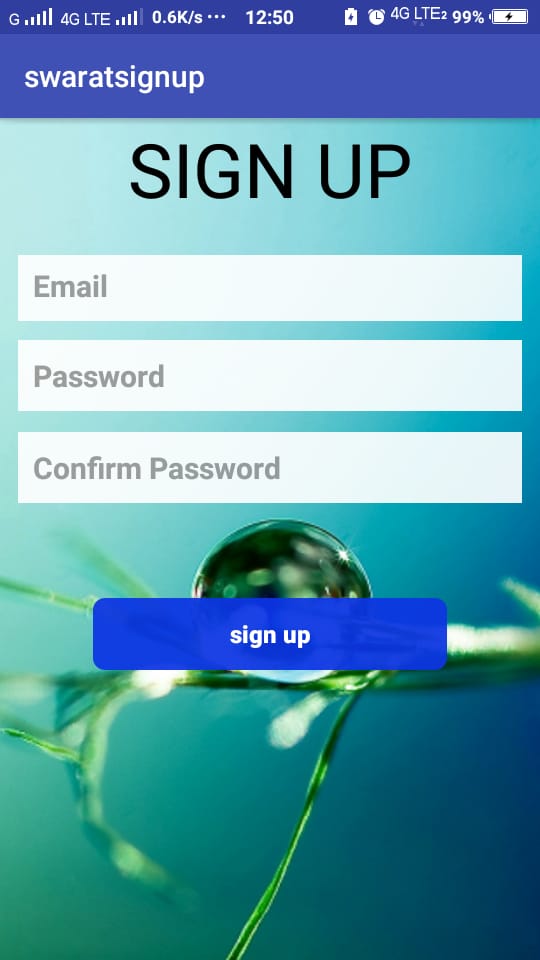 G 4G LTE 0.6K/s ··· 12:50 4G LTE2 99%
swaratsignup
SIGN UP
Email
Password
Confirm Password
sign up